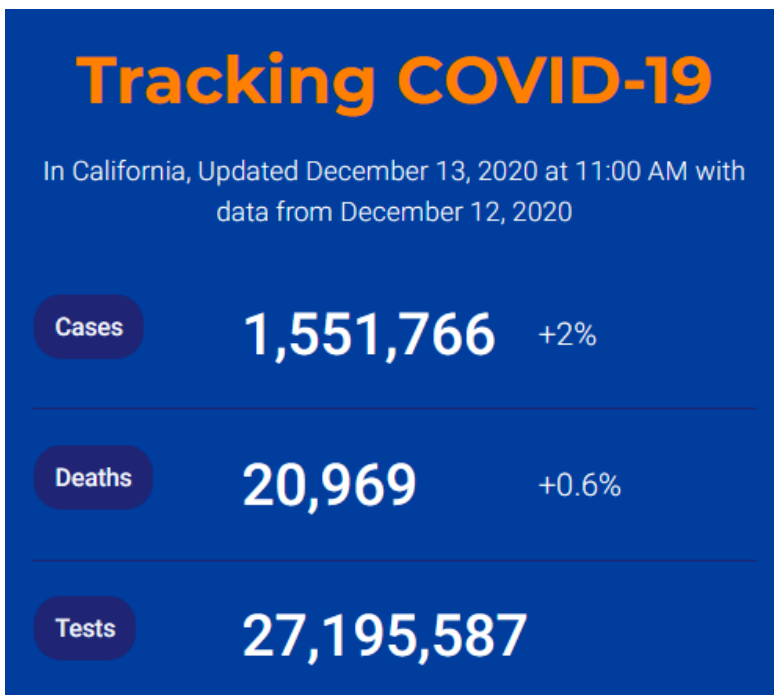 Tracking COVID-19
In California, Updated December 13, 2020 at 11:00 AM with
data from December 12, 2020
Cases 1,551,766 +2%
Deaths 20,969 +0.6%
Tests 27,195,587